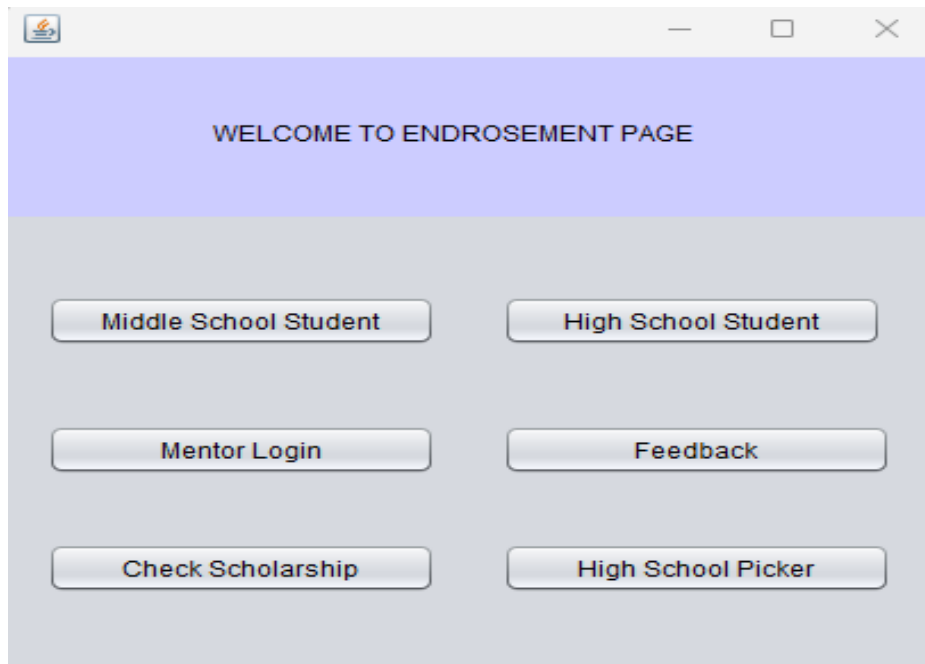 WELCOME TO ENDROSEMENT PAGE
Middle School Student
High School Student
Mentor Login
Feedback
Check Scholarship
High School Picker